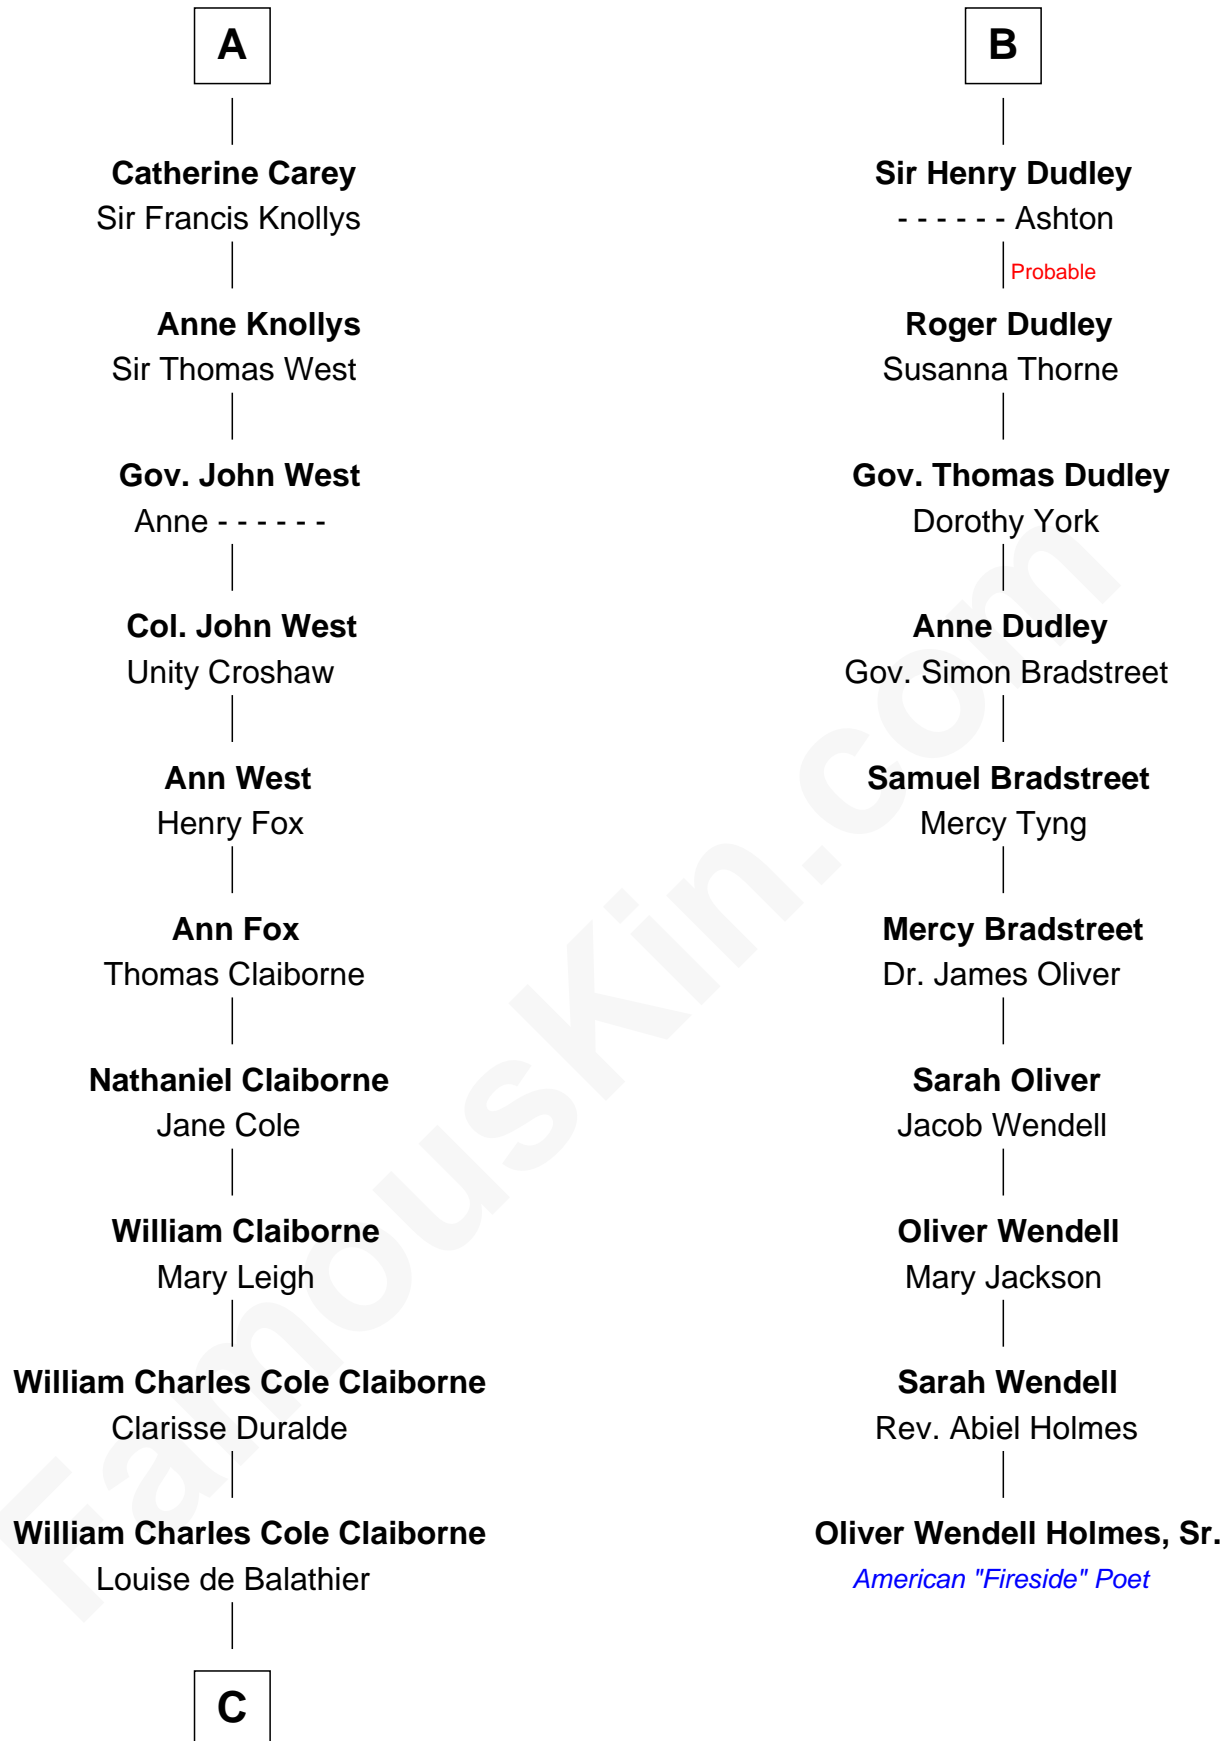 A
Catherine Carey
Sir Francis Knollys
Anne Knollys
Sir Thomas West
Gov. John West
Anne - - - - - -
Col. John West
Unity Croshaw
Ann West
Henry Fox
Ann Fox
Thomas Claiborne
Nathaniel Claiborne
Jane Cole
William Claiborne
Mary Leigh
William Charles Cole Claiborne
Clarisse Duralde
William Charles Cole Claiborne
Louise de Balathier
C
B
Sir Henry Dudley
- - - - - - Ashton
Probable
Roger Dudley
Susanna Thorne
Gov. Thomas Dudley
Dorothy York
Anne Dudley
Gov. Simon Bradstreet
Samuel Bradstreet
Mercy Tyng
Mercy Bradstreet
Dr. James Oliver
Sarah Oliver
Jacob Wendell
Oliver Wendell
Mary Jackson
Sarah Wendell
Rev. Abiel Holmes
Oliver Wendell Holmes, Sr.
American "Fireside" Poet
FamousKin.com